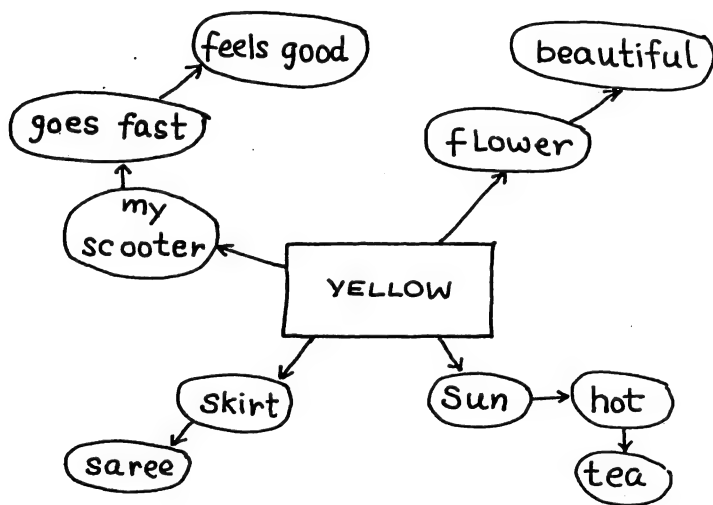 feels good
beautiful
goes fast
flower
my
scooter
YELLOW
skirt
Sun
hot
saree
tea